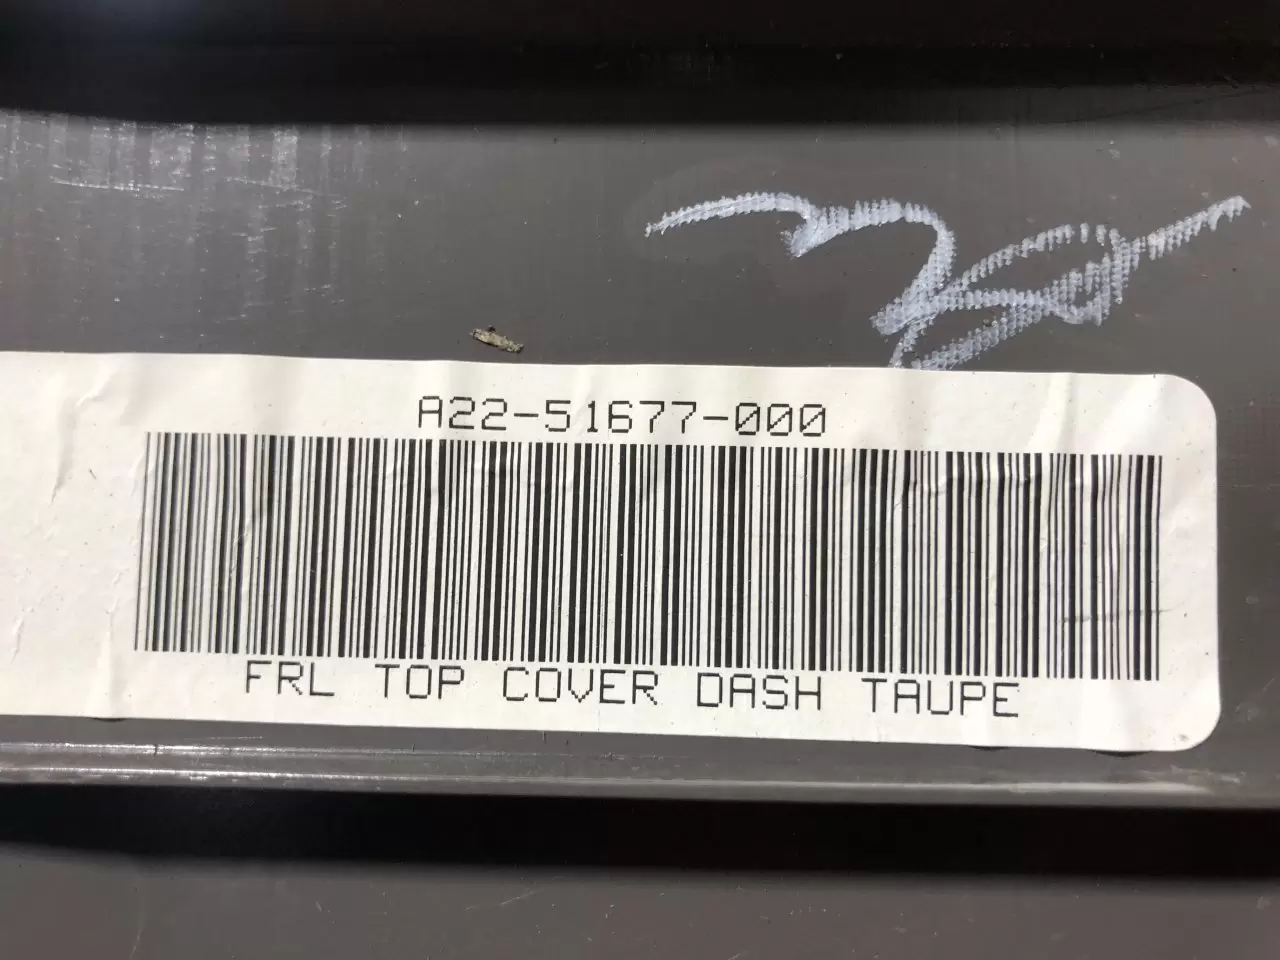 A22-51677-000
FRL TOP COVER DASH TAUPE